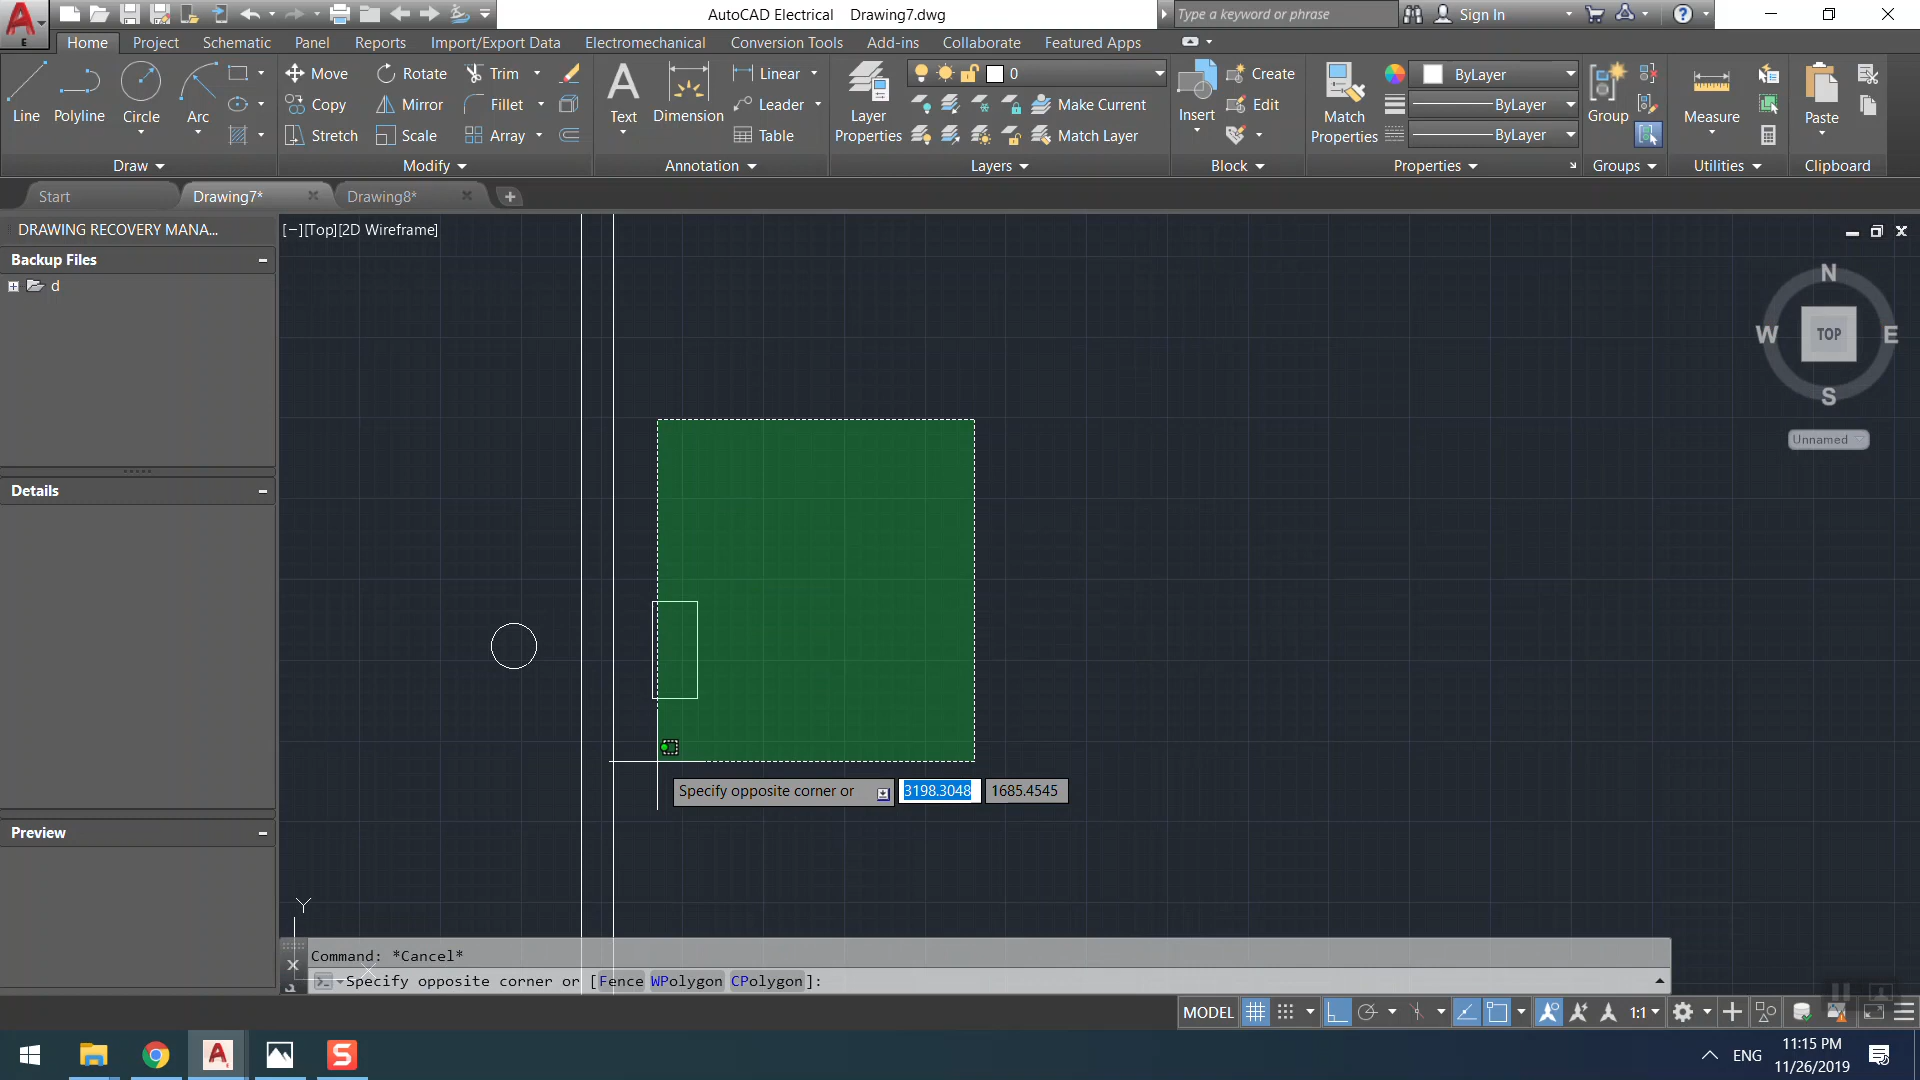 AutoCAD Electrical Drawing7.dwg
Type a keyword or phrase
Sign In
E
Home Project Schematic Panel Reports Import/Export Data Electromechanical Conversion Tools Add-ins Collaborate Featured Apps
Line Polyline Circle Arc
Draw
Move Rotate Trim
Copy Mirror Fillet
Stretch Scale Array
Modify
Text Dimension
Linear
Leader
Table
Annotation
Layer Properties
0
Make Current
Match Layer
Layers
Insert
Create
Edit
Block
Match Properties
ByLayer
ByLayer
ByLayer
Properties
Group
Groups
Measure
Utilities
Paste
Clipboard
Start Drawing7* Drawing8*
DRAWING RECOVERY MANA...
Backup Files
d
Details
Preview
[−][Top][2D Wireframe]
N
W TOP E
S
Unnamed
Specify opposite corner or 3198.3048 1685.4545
Y
Command: *Cancel*
Specify opposite corner or [Fence WPolygon CPolygon]:
MODEL 1:1
ENG 11:15 PM
11/26/2019